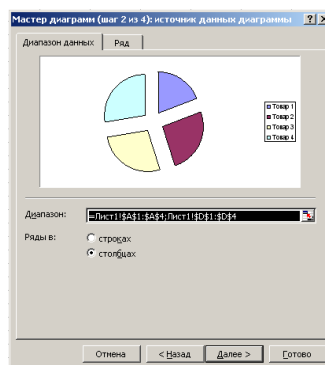 Мастер диаграмм (шаг 2 из 4): источник данных диаграммы
Диапазон данных
Ряд
Товар 1
Товар 2
Товар 3
Товар 4
Диапазон:
=Лист1!$A$1:$A$4;Лист1!$D$1:$D$4
Ряды в:
строках
столбцах
Отмена
< Назад
Далее >
Готово